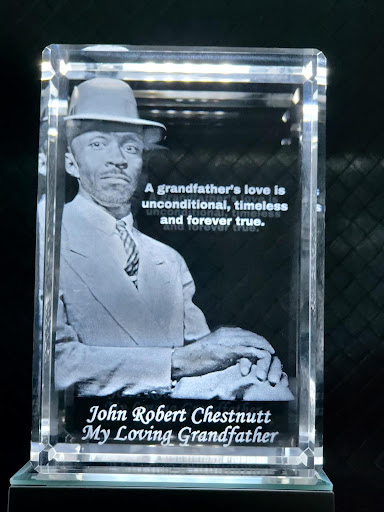 A grandfather's love is
unconditional, timeless
and forever true.
John Robert Chestnutt
My Loving Grandfather